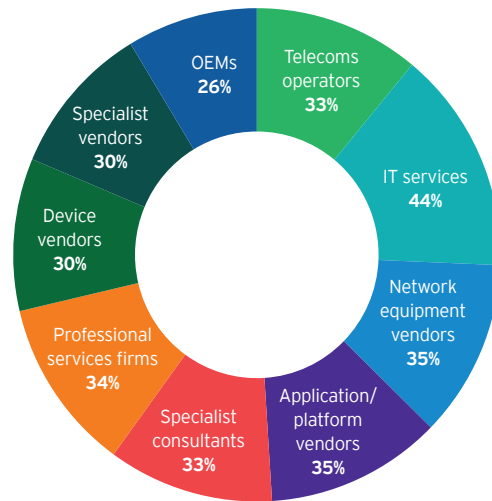 Telecoms
operators
33%
IT services
44%
Network
equipment
vendors
35%
Application/
platform
vendors
35%
Specialist
consultants
33%
Professional
services firms
34%
Device
vendors
30%
Specialist
vendors
30%
OEMs
26%